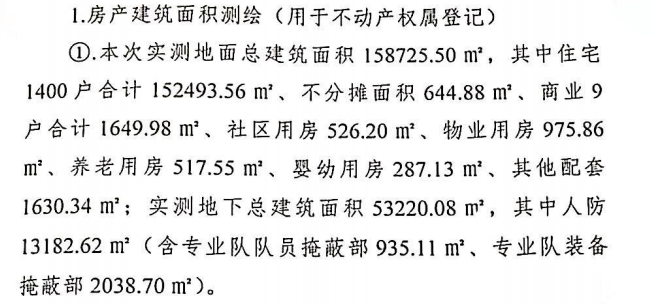 1.房产建筑面积测绘（用于不动产权属登记）
①.本次实测地面总建筑面积 158725.50 ㎡，其中住宅
1400 户合计 152493.56 ㎡、不分摊面积 644.88 ㎡、商业 9
户合计 1649.98 ㎡、社区用房 526.20 ㎡、物业用房 975.86
㎡、养老用房 517.55 ㎡、婴幼用房 287.13 ㎡、其他配套
1630.34 ㎡；实测地下总建筑面积 53220.08 ㎡，其中人防
13182.62 ㎡（含专业队队员掩蔽部 935.11 ㎡、专业队装备
掩蔽部 2038.70 ㎡）。